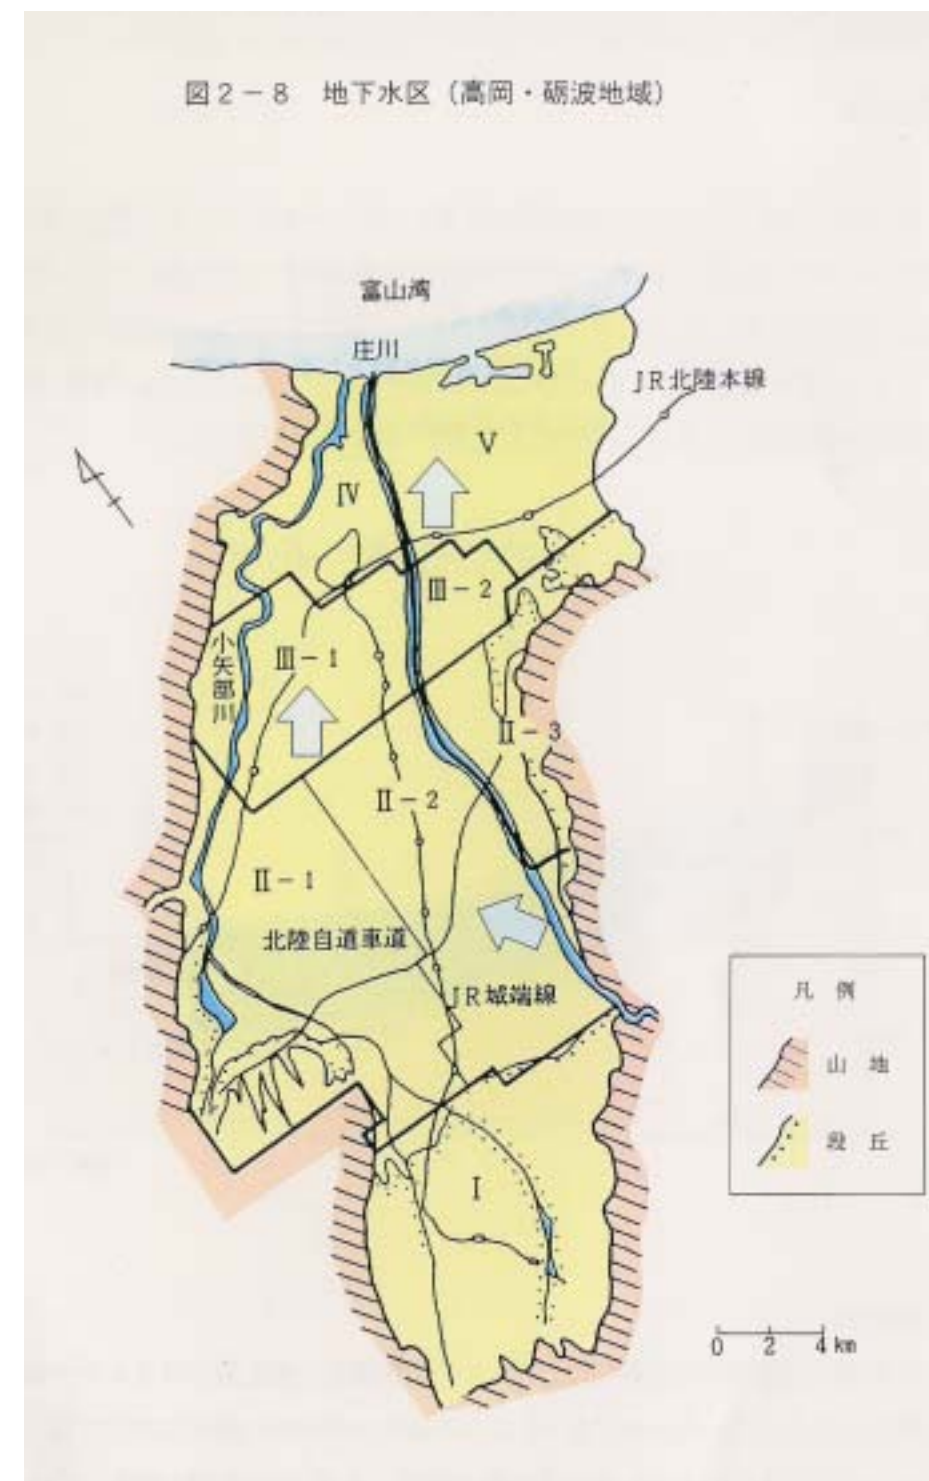 図2-8 地下水区(高岡・砺波地域)
富山湾
庄川
JR北陸本線
V
IV
III-2
小矢部川
III-1
II-3
II-2
II-1
北陸自道車道
JR城端線
I
凡 例
山 地
段 丘
0 2 4km